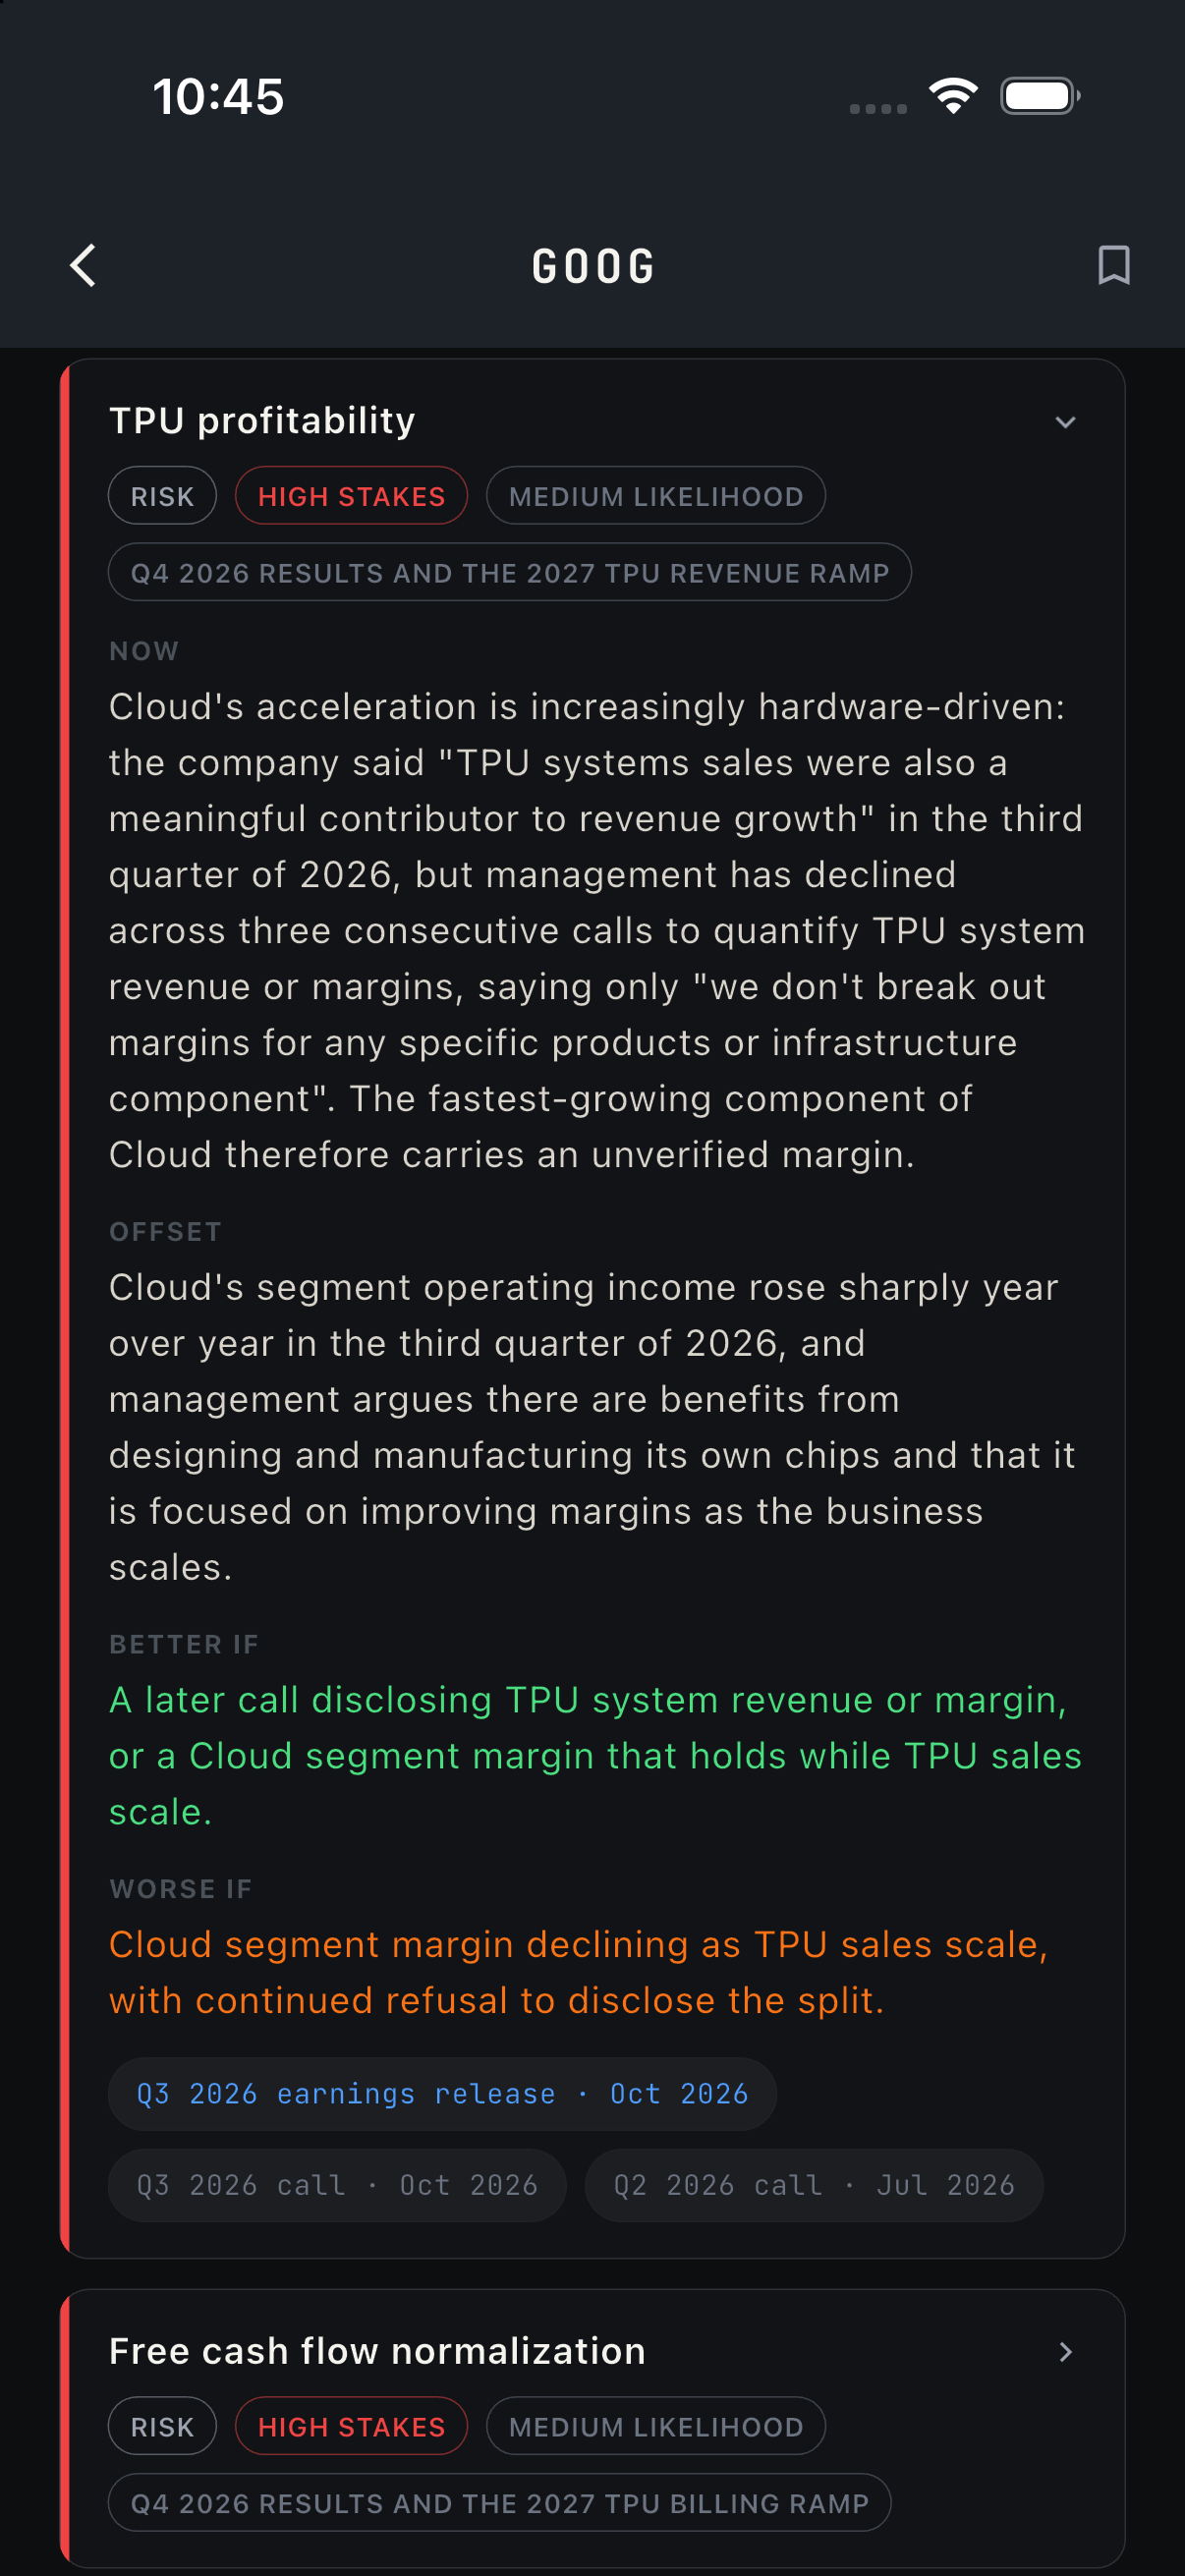 10:45
GOOG
TPU profitability
RISK HIGH STAKES MEDIUM LIKELIHOOD
Q4 2026 RESULTS AND THE 2027 TPU REVENUE RAMP
NOW
Cloud's acceleration is increasingly hardware-driven:
the company said "TPU systems sales were also a
meaningful contributor to revenue growth" in the third
quarter of 2026, but management has declined
across three consecutive calls to quantify TPU system
revenue or margins, saying only "we don't break out
margins for any specific products or infrastructure
component". The fastest-growing component of
Cloud therefore carries an unverified margin.
OFFSET
Cloud's segment operating income rose sharply year
over year in the third quarter of 2026, and
management argues there are benefits from
designing and manufacturing its own chips and that it
is focused on improving margins as the business
scales.
BETTER IF
A later call disclosing TPU system revenue or margin,
or a Cloud segment margin that holds while TPU sales
scale.
WORSE IF
Cloud segment margin declining as TPU sales scale,
with continued refusal to disclose the split.
Q3 2026 earnings release · Oct 2026
Q3 2026 call · Oct 2026 Q2 2026 call · Jul 2026
Free cash flow normalization
RISK HIGH STAKES MEDIUM LIKELIHOOD
Q4 2026 RESULTS AND THE 2027 TPU BILLING RAMP